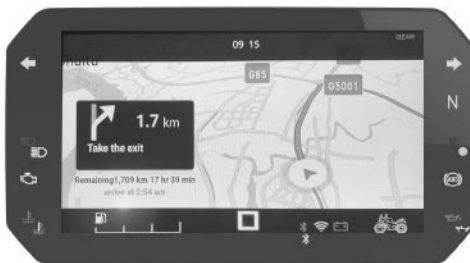 09 15
GEAR
G85
G5001
1.7 km
N
Take the exit
Remaining1,709 km 17 hr 39 min
arrive at 2:54 am
ABS